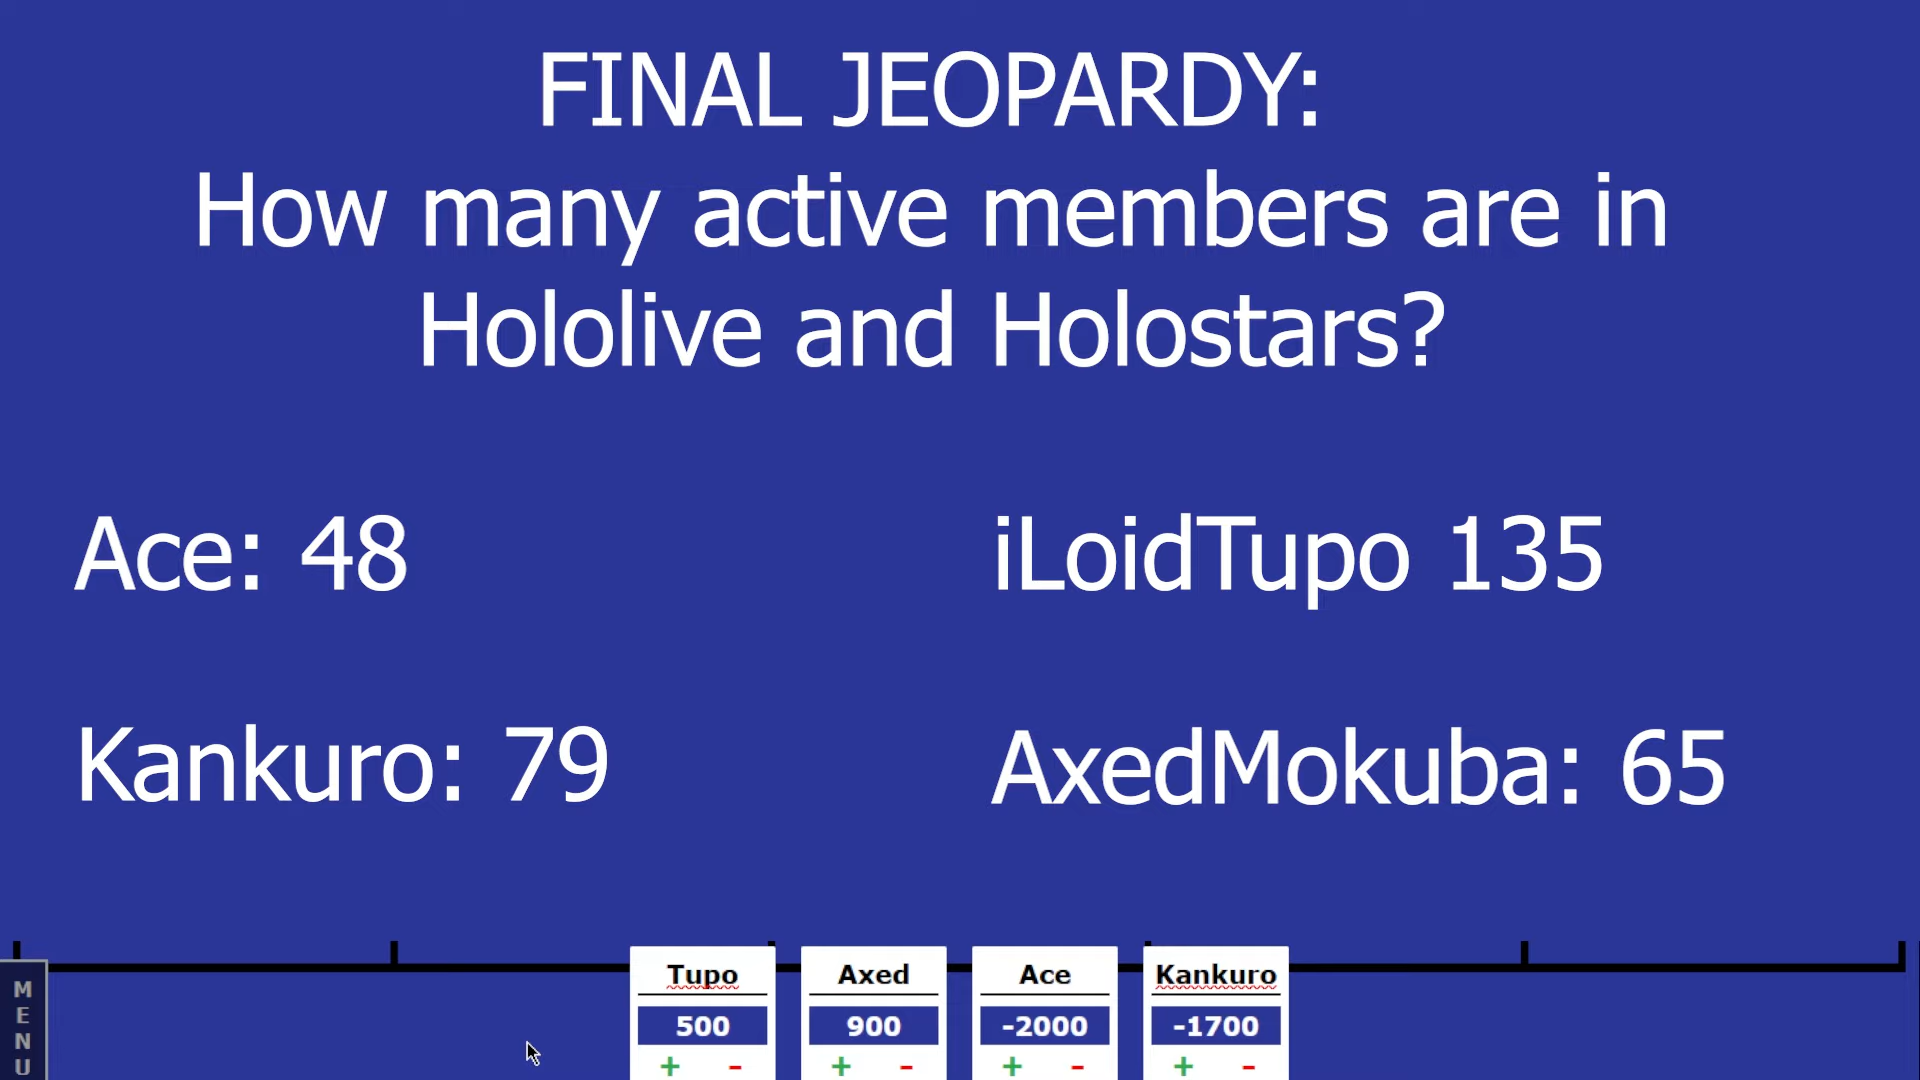 FINAL JEOPARDY:
How many active members are in
Hololive and Holostars?
Ace: 48
iLoidTupo 135
Kankuro: 79
AxedMokuba: 65
MENU
Tupo
500
+ -
Axed
900
+ -
Ace
-2000
+ -
Kankuro
-1700
+ -